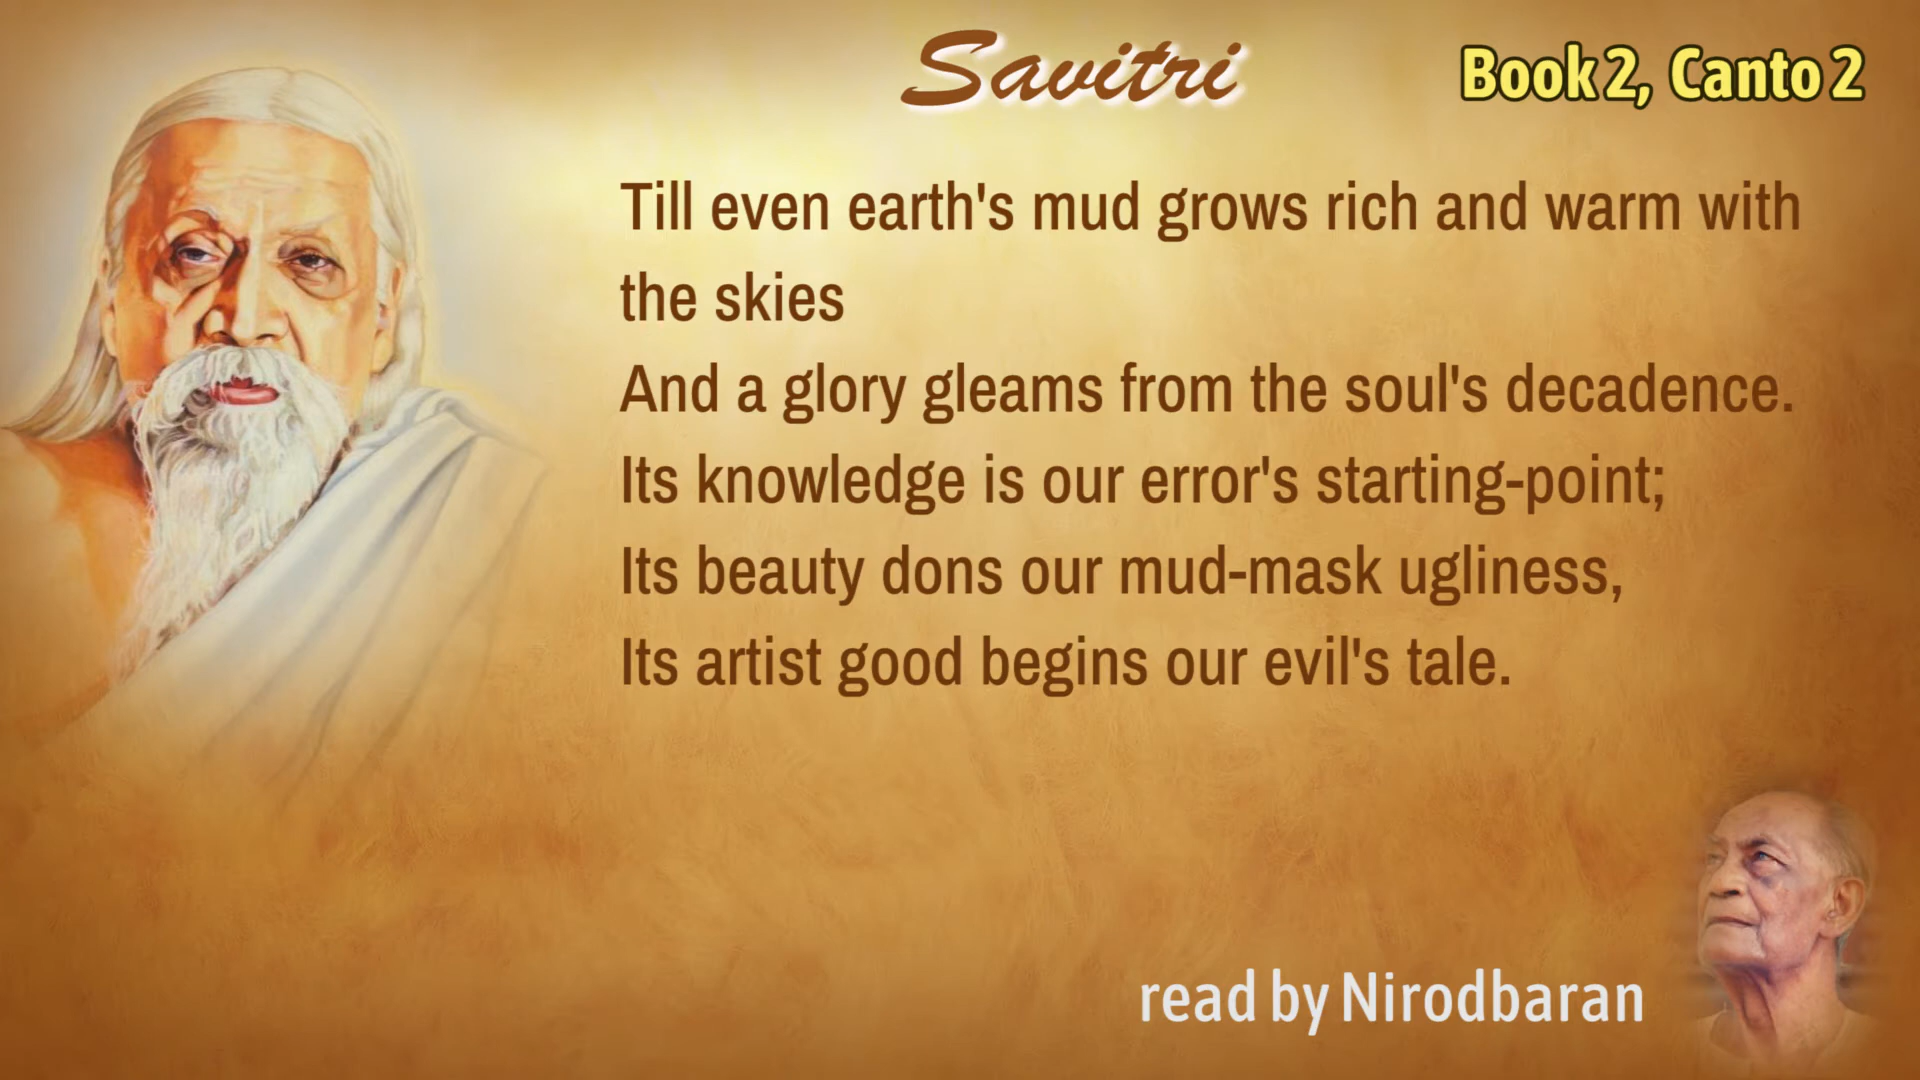 Savitri
Book 2, Canto 2
Till even earth's mud grows rich and warm with
the skies
And a glory gleams from the soul's decadence.
Its knowledge is our error's starting-point;
Its beauty dons our mud-mask ugliness,
Its artist good begins our evil's tale.
read by Nirodbaran